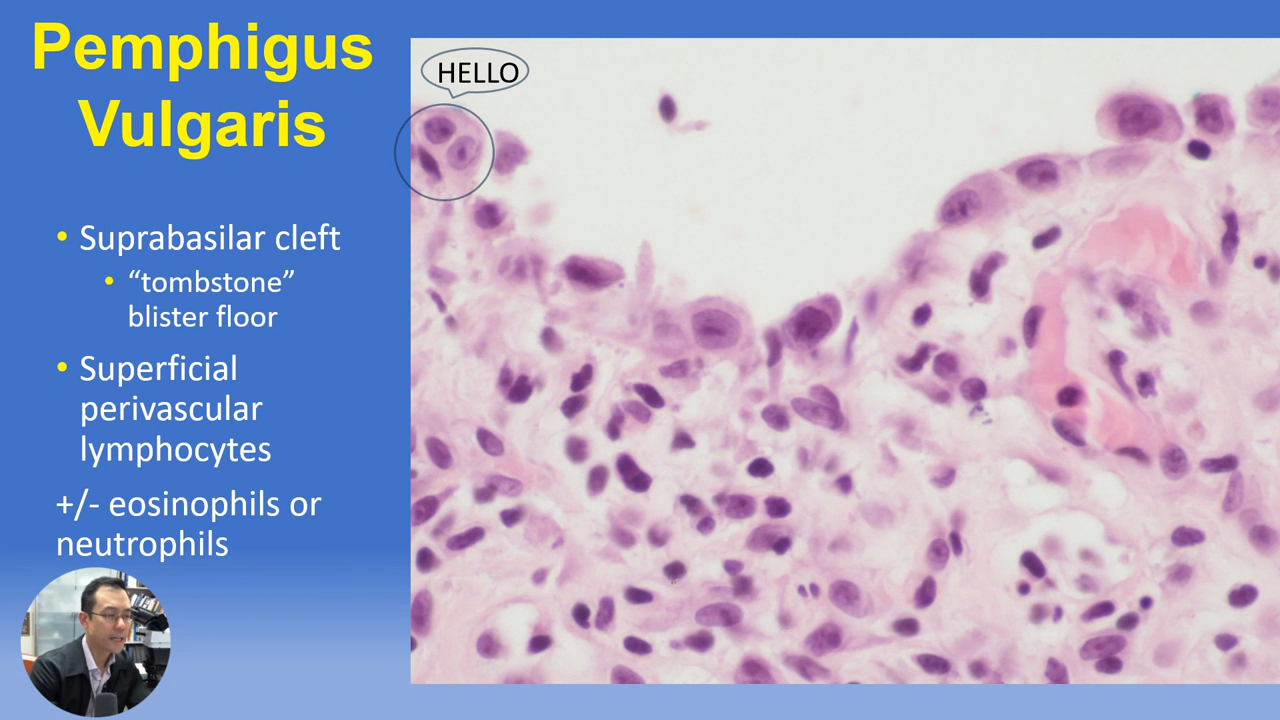 Pemphigus
Vulgaris
• Suprabasilar cleft
• “tombstone”
blister floor
• Superficial
perivascular
lymphocytes
+/- eosinophils or
neutrophils
HELLO